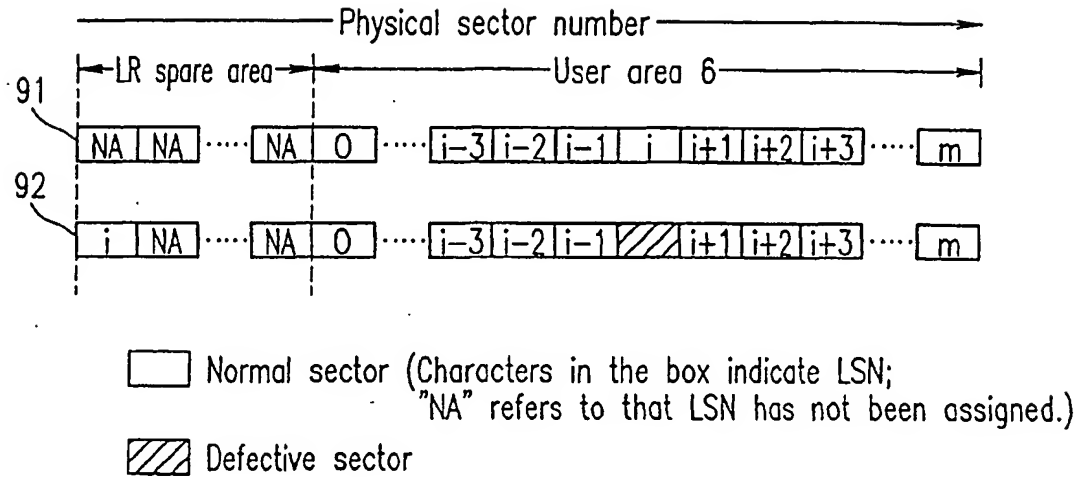 Physical sector number
LR spare area User area 6
91
NA NA ····· NA 0 ····· i-3 i-2 i-1 i i+1 i+2 i+3 ····· m
92
i NA ····· NA 0 ····· i-3 i-2 i-1 i+1 i+2 i+3 ····· m
Normal sector (Characters in the box indicate LSN;
"NA" refers to that LSN has not been assigned.)
Defective sector